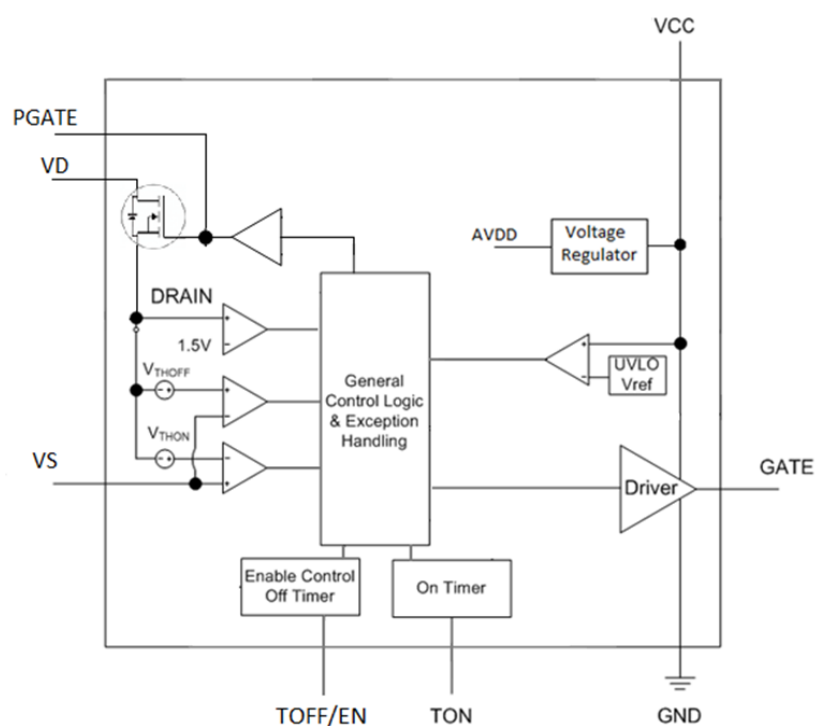 VCC
PGATE
VD
AVDD
Voltage
Regulator
DRAIN
1.5V
+
−
+
−
UVLO
Vref
VTHOFF
+
−
General
Control Logic
& Exception
Handling
VTHON
−
+
VS
Driver
GATE
Enable Control
Off Timer
On Timer
TOFF/EN
TON
GND